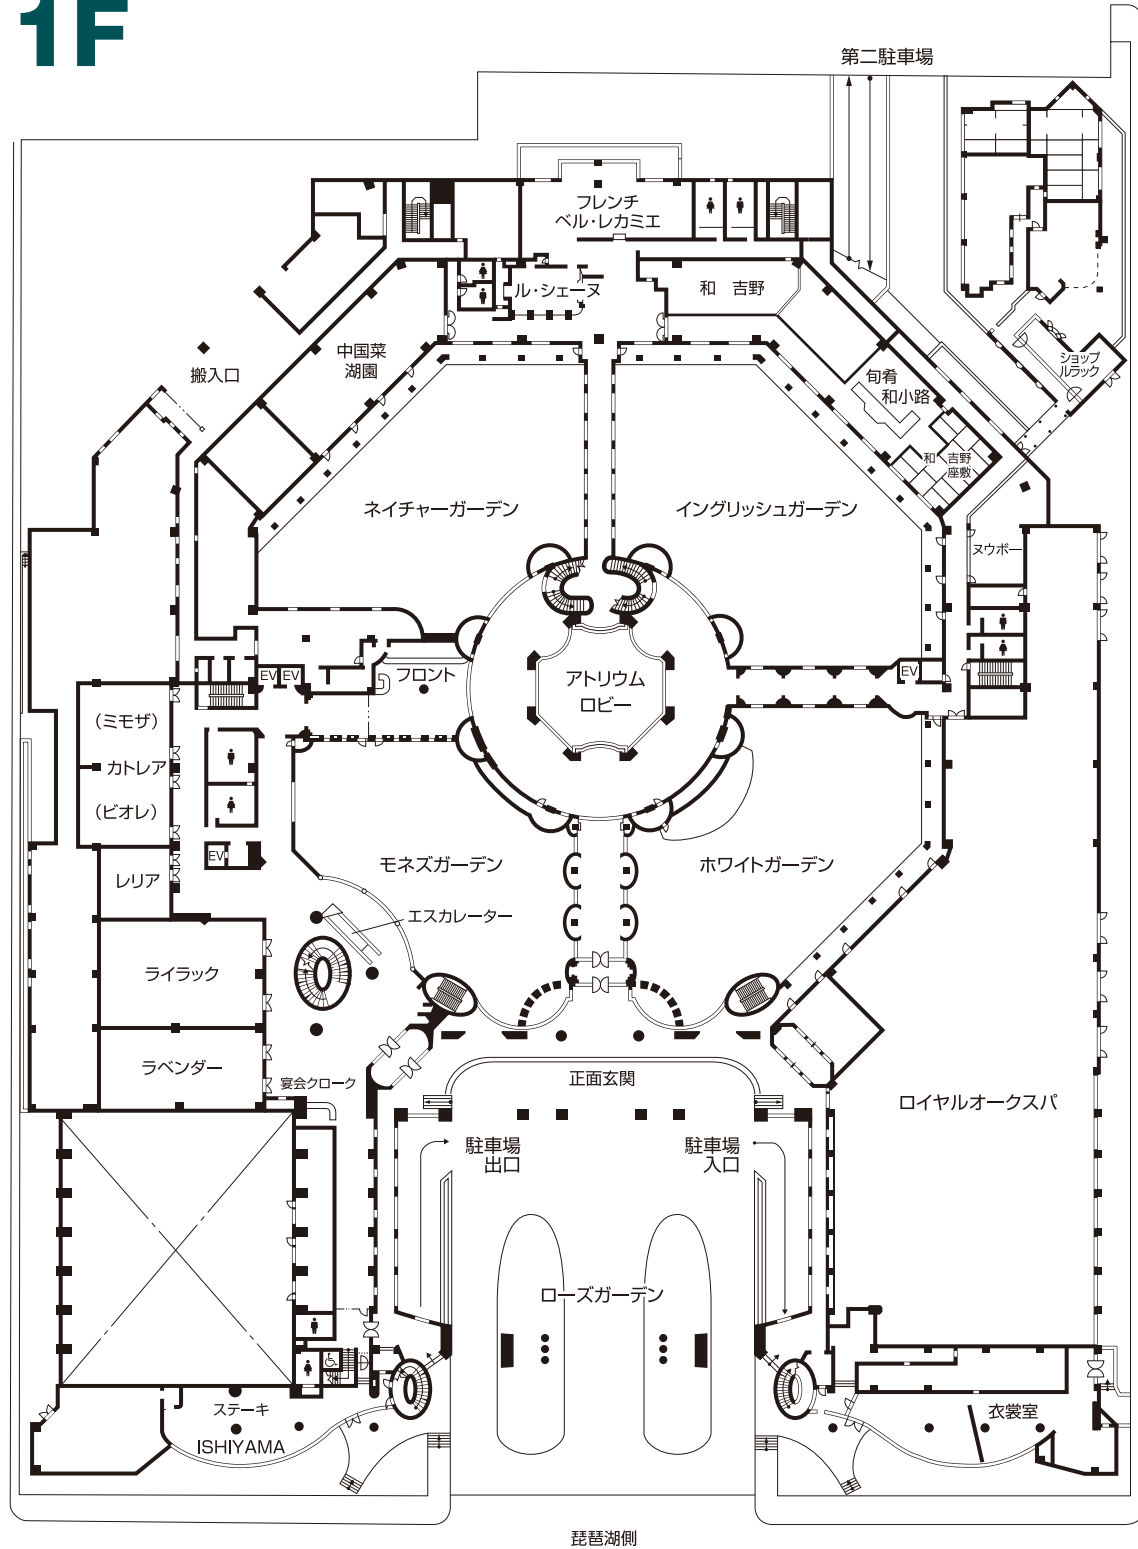 1F
第二駐車場
フレンチ
ベル・レカミエ
ル・シェーヌ
和 吉野
中国菜
湖園
搬入口
旬肴
和小路
ショップ
ルラック
和 吉野
座敷
ネイチャーガーデン
イングリッシュガーデン
ヌウボー
EV
EV
フロント
アトリウム
ロビー
EV
(ミモザ)
カトレア
(ビオレ)
EV
レリア
モネズガーデン
ホワイトガーデン
エスカレーター
ライラック
ラベンダー
宴会クローク
正面玄関
ロイヤルオークスパ
駐車場
出口
駐車場
入口
ローズガーデン
ステーキ
ISHIYAMA
衣裳室
琵琶湖側